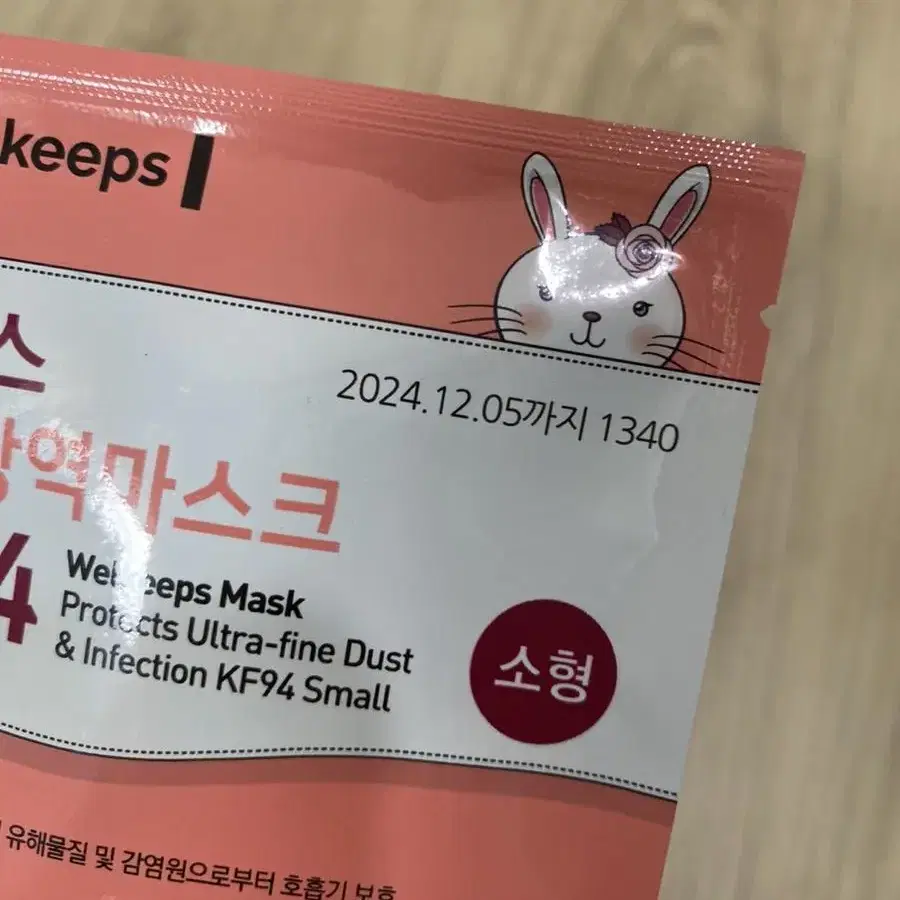 keeps
2024.12.05까지 1340
스
방역마스크
4
Welkeeps Mask
Protects Ultra-fine Dust
& Infection KF94 Small
소형
유해물질 및 감염원으로부터 호흡기 보호